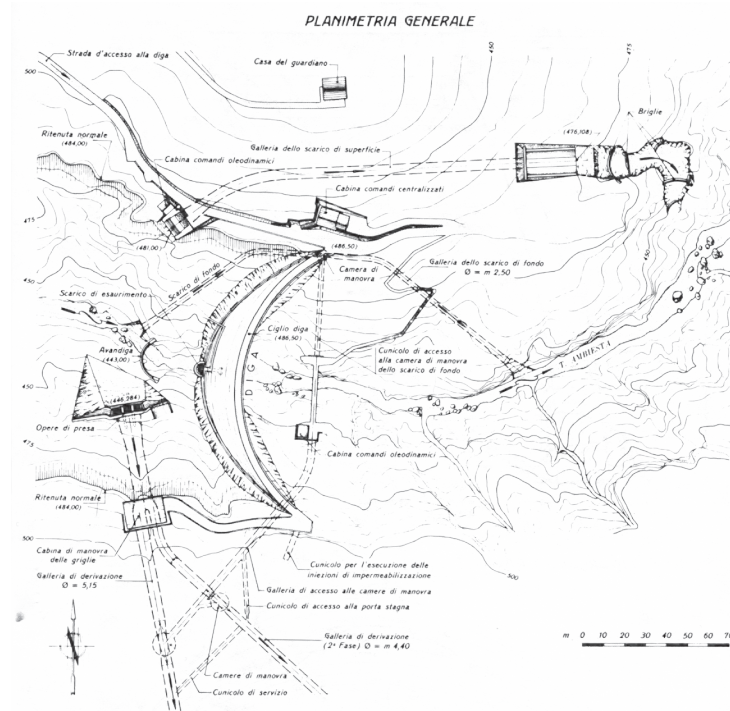 PLANIMETRIA GENERALE
Strada d'accesso alla diga
450
475
Casa del guardiano
500
Briglie
Ritenuta normale
(484,00)
Galleria dello scarico di superficie
(476,108)
Cabina comandi oleodinamici
Cabina comandi centralizzati
475
(481,00)
(486,50)
450
Camera di
manovra
Galleria dello scarico di fondo
Ø = m 2,50
450
Scarico di fondo
Scarico di esaurimento
Ciglio diga
(486,50)
T. AMBIESTA
Avandiga
(443,00)
Cunicolo di accesso
alla camera di manovra
dello scarico di fondo
DIGA
450
(446,284)
Opere di presa
475
Cabina comandi oleodinamici
Ritenuta normale
(484,00)
500
Cabina di manovra
delle griglie
Cunicolo per l'esecuzione delle
iniezioni di impermeabilizzazione
500
Galleria di derivazione
Ø = 5,15
Galleria di accesso alle camere di manovra
Cunicolo di accesso alla porta stagna
Galleria di derivazione
(2ª Fase) Ø = m 4,40
m 0 10 20 30 40 50 60 70
Camere di manovra
Cunicolo di servizio